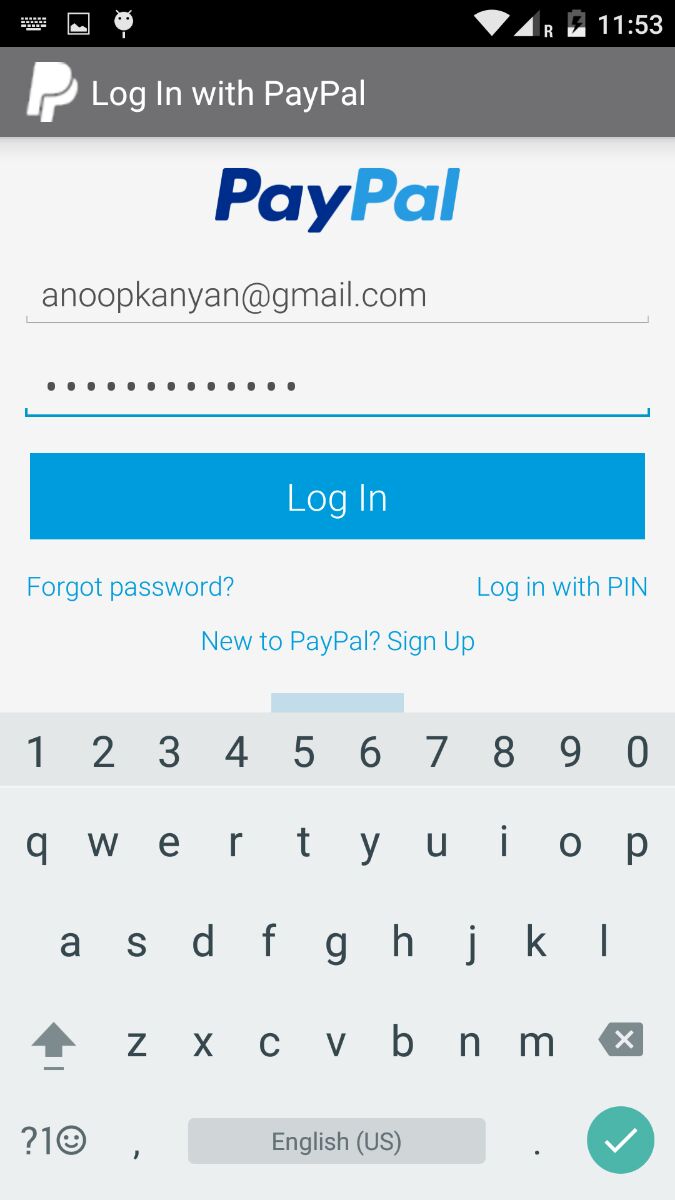 R 11:53
Log In with PayPal
PayPal
anoopkanyan@gmail.com
•••••••••••••
Log In
Forgot password? Log in with PIN
New to PayPal? Sign Up
1 2 3 4 5 6 7 8 9 0
q w e r t y u i o p
a s d f g h j k l
z x c v b n m
?1☺ , English (US) .